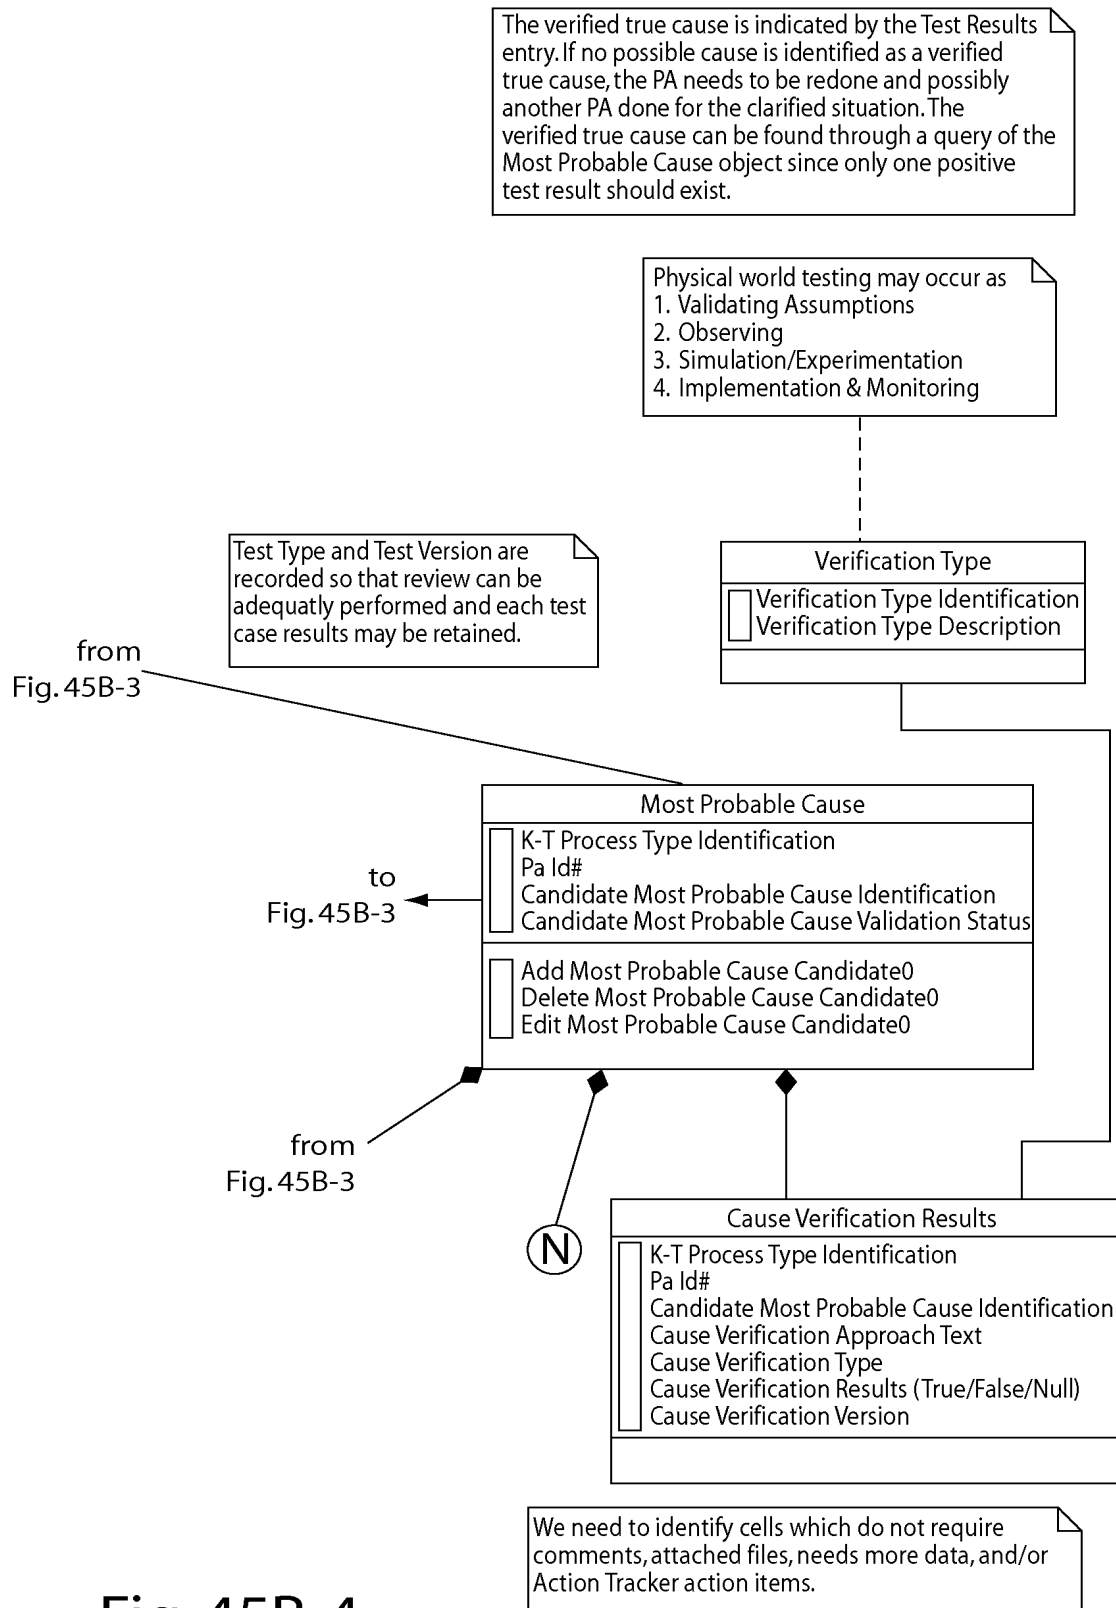 The verified true cause is indicated by the Test Results
entry. If no possible cause is identified as a verified
true cause, the PA needs to be redone and possibly
another PA done for the clarified situation. The
verified true cause can be found through a query of the
Most Probable Cause object since only one positive
test result should exist.
Physical world testing may occur as
1. Validating Assumptions
2. Observing
3. Simulation/Experimentation
4. Implementation & Monitoring
Test Type and Test Version are
recorded so that review can be
adequatly performed and each test
case results may be retained.
Verification Type
Verification Type Identification
Verification Type Description
from
Fig. 45B-3
Most Probable Cause
K-T Process Type Identification
Pa Id#
Candidate Most Probable Cause Identification
Candidate Most Probable Cause Validation Status
to
Fig. 45B-3
Add Most Probable Cause Candidate0
Delete Most Probable Cause Candidate0
Edit Most Probable Cause Candidate0
from
Fig. 45B-3
N
Cause Verification Results
K-T Process Type Identification
Pa Id#
Candidate Most Probable Cause Identification
Cause Verification Approach Text
Cause Verification Type
Cause Verification Results (True/False/Null)
Cause Verification Version
We need to identify cells which do not require
comments, attached files, needs more data, and/or
Action Tracker action items.
Fig. 45B-4